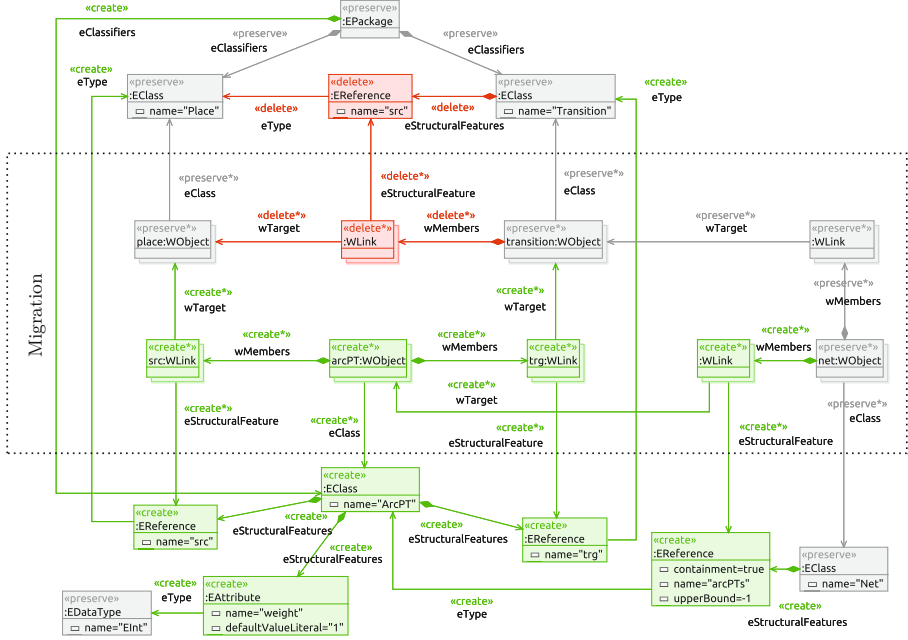 «create»
eClassifiers
«preserve»
:EPackage
«preserve»
eClassifiers
«preserve»
eClassifiers
«create»
eType
«preserve»
:EClass
name="Place"
«delete»
:EReference
name="src"
«preserve»
:EClass
name="Transition"
«create»
eType
«delete»
eType
«delete»
eStructuralFeatures
«preserve*»
eClass
«delete*»
eStructuralFeature
«preserve*»
eClass
«preserve*»
place:WObject
«delete*»
wTarget
«delete*»
:WLink
«delete*»
wMembers
«preserve*»
transition:WObject
«preserve*»
wTarget
«preserve*»
:WLink
Migration
«create*»
wTarget
«create*»
wTarget
«preserve*»
wMembers
«create*»
src:WLink
«create*»
wMembers
«create*»
arcPT:WObject
«create*»
wMembers
«create*»
trg:WLink
«create*»
:WLink
«create*»
wMembers
«preserve*»
net:WObject
«create*»
wTarget
«create*»
eStructuralFeature
«create*»
eClass
«create*»
eStructuralFeature
«create*»
eStructuralFeature
«preserve*»
eClass
«create»
:EClass
name="ArcPT"
«create»
:EReference
name="src"
«create»
eStructuralFeatures
«create»
eStructuralFeatures
«create»
eStructuralFeatures
«create»
:EReference
name="trg"
«create»
:EReference
containment=true
name="arcPTs"
upperBound=-1
«preserve»
:EClass
name="Net"
«create»
eStructuralFeatures
«create»
eType
«preserve»
:EDataType
name="EInt"
«create»
eType
«create»
:EAttribute
name="weight"
defaultValueLiteral="1"